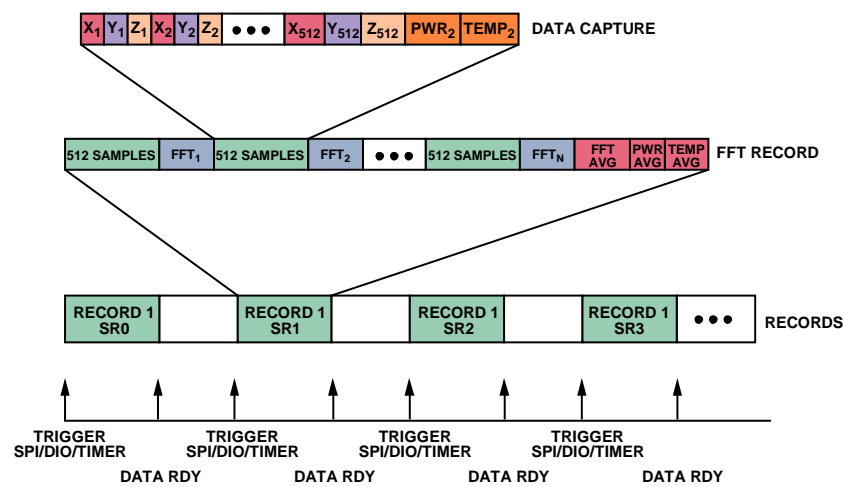 X1 Y1 Z1 X2 Y2 Z2 ••• X512 Y512 Z512 PWR2 TEMP2 DATA CAPTURE
512 SAMPLES FFT1 512 SAMPLES FFT2 ••• 512 SAMPLES FFTN FFT AVG PWR AVG TEMP AVG FFT RECORD
RECORD 1 SR0
RECORD 1 SR1
RECORD 1 SR2
RECORD 1 SR3
•••
RECORDS
TRIGGER SPI/DIO/TIMER
TRIGGER SPI/DIO/TIMER
TRIGGER SPI/DIO/TIMER
TRIGGER SPI/DIO/TIMER
DATA RDY DATA RDY DATA RDY DATA RDY